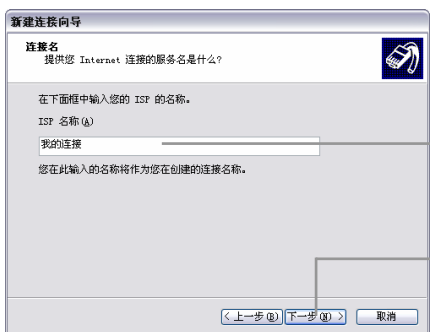 新建连接向导
连接名
提供您 Internet 连接的服务名是什么?
在下面框中输入您的 ISP 的名称。
ISP 名称(A)
我的连接
您在此输入的名称将作为您在创建的连接名称。
< 上一步(B) 下一步(N) > 取消